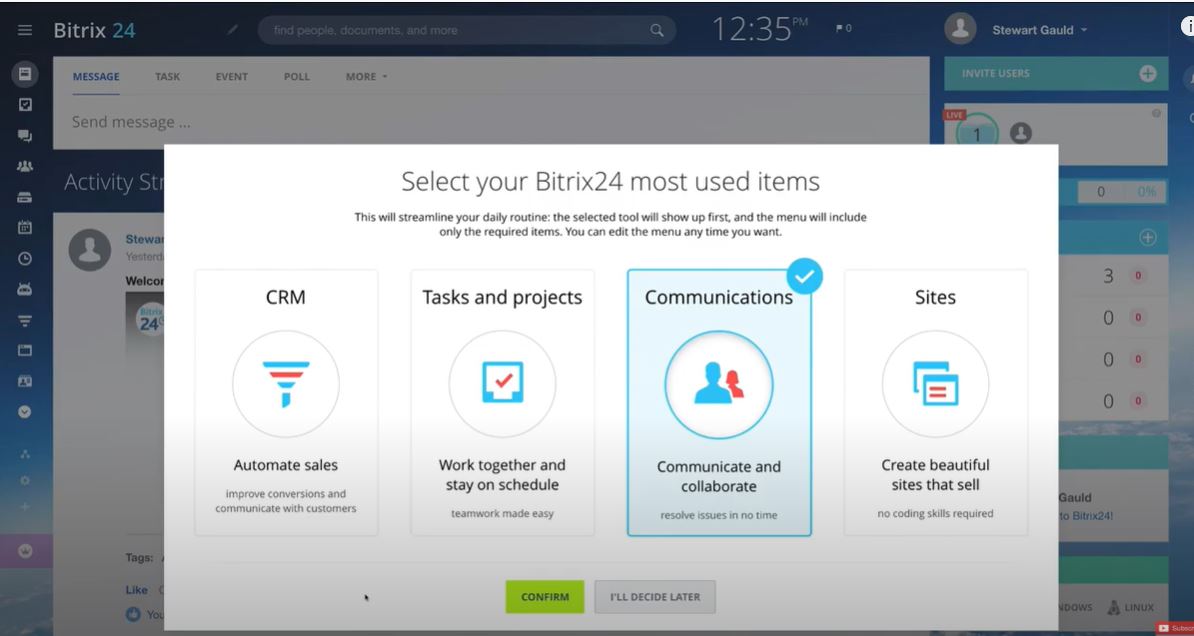 Bitrix 24
find people, documents, and more
12:35 PM
0
Stewart Gauld
MESSAGE TASK EVENT POLL MORE
Send message ...
INVITE USERS
LIVE
1
Activity
0 0%
Yesterd
Welcor
Bitrix
24
3 0
0 0
0 0
0 0
Select your Bitrix24 most used items
This will streamline your daily routine: the selected tool will show up first, and the menu will include
only the required items. You can edit the menu any time you want.
CRM
Automate sales
improve conversions and
communicate with customers
Tasks and projects
Work together and
stay on schedule
teamwork made easy
Communications
Communicate and
collaborate
resolve issues in no time
Sites
Create beautiful
sites that sell
no coding skills required
CONFIRM
I'LL DECIDE LATER
Gauld
to Bitrix24!
Tags:
Like
You
NDOWS
LINUX